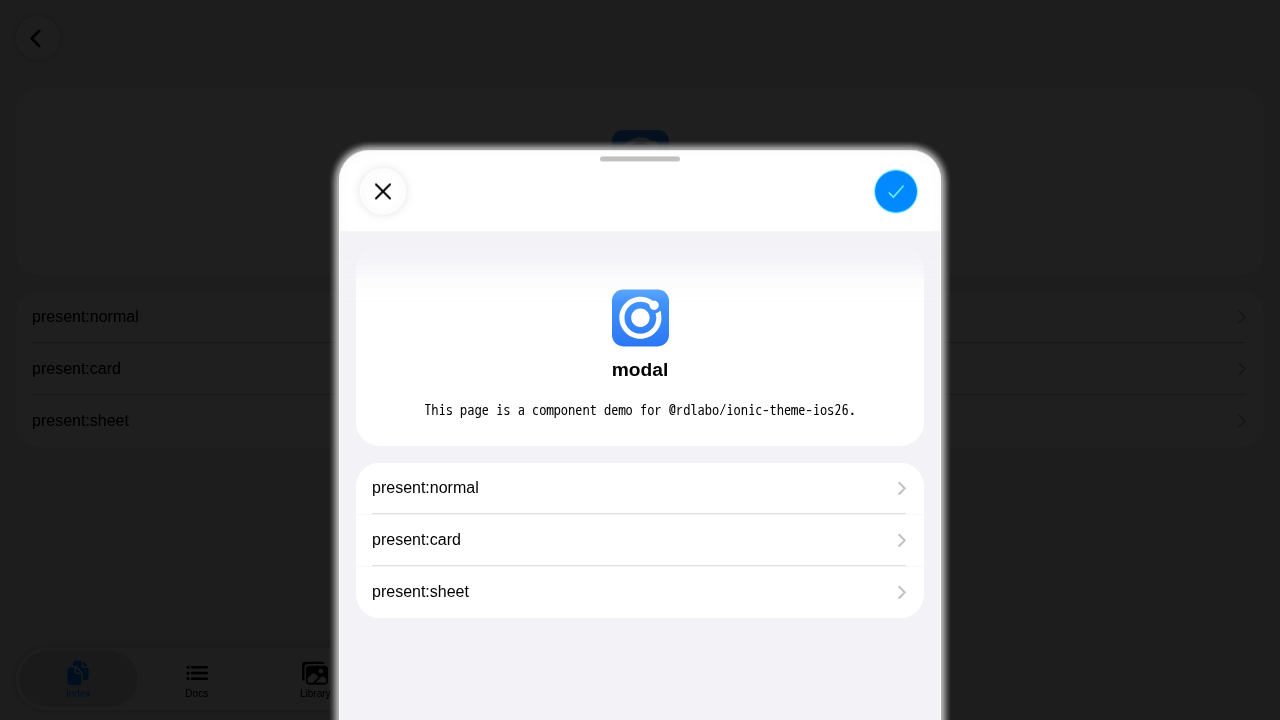 modal
This page is a component demo for @rdlabo/ionic-theme-ios26.
present:normal
present:card
present:sheet
present:normal
present:card
present:sheet
Index
Docs
Library